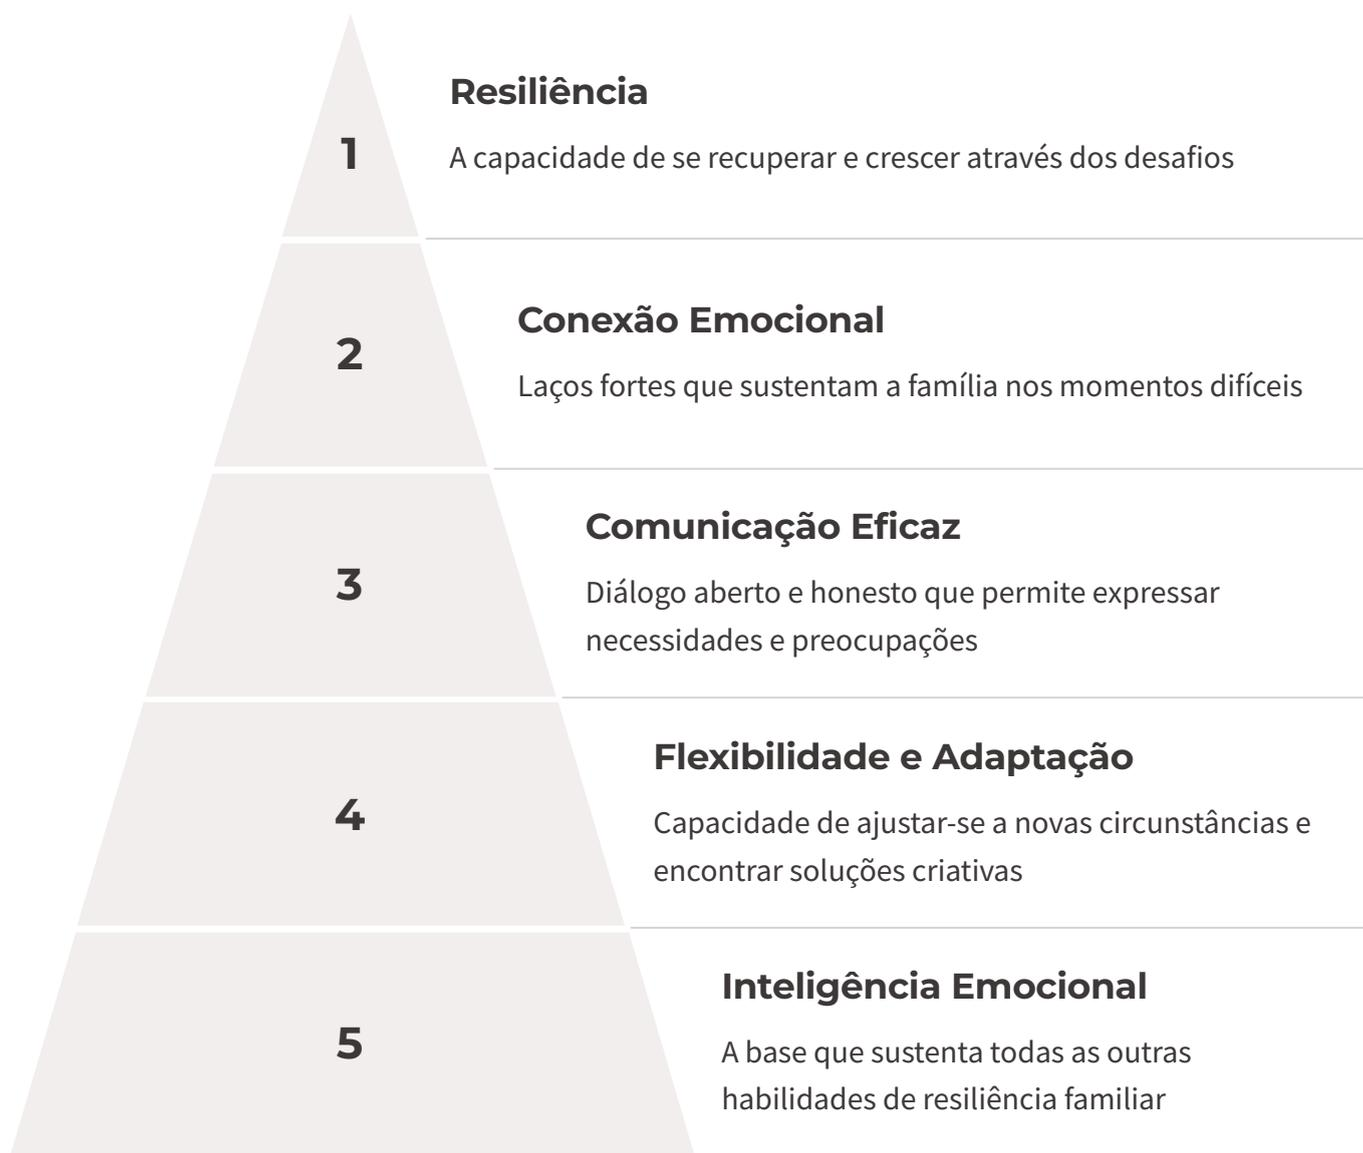 1
Resiliência
A capacidade de se recuperar e crescer através dos desafios
2
Conexão Emocional
Laços fortes que sustentam a família nos momentos difíceis
3
Comunicação Eficaz
Diálogo aberto e honesto que permite expressar
necessidades e preocupações
4
Flexibilidade e Adaptação
Capacidade de ajustar-se a novas circunstâncias e
encontrar soluções criativas
5
Inteligência Emocional
A base que sustenta todas as outras
habilidades de resiliência familiar